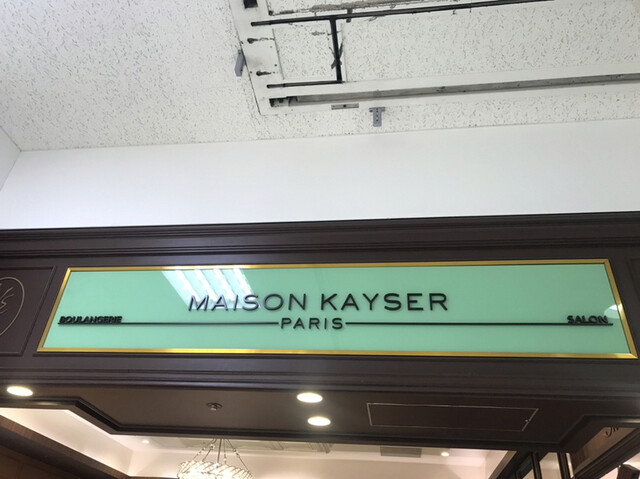 MAISON KAYSER
BOULANGERIE PARIS SALON